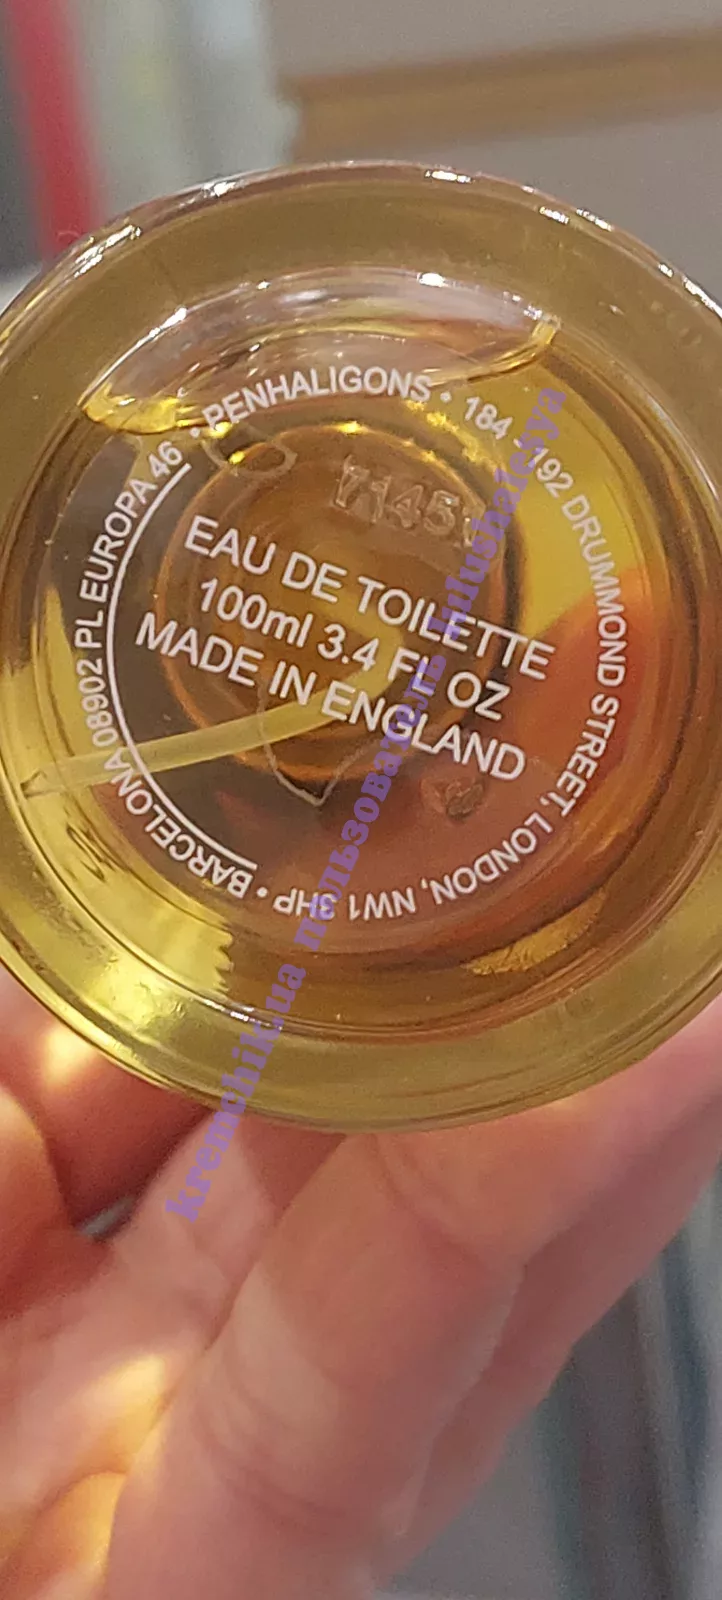 • PENHALIGONS • 184 - 192 DRUMMOND STREET, LONDON, NW1 3HP • BARCELONA 08902 PL EUROPA 46
EAU DE TOILETTE
100ml 3.4 FL OZ
MADE IN ENGLAND
kremchik.ua пользователь lulushalesya